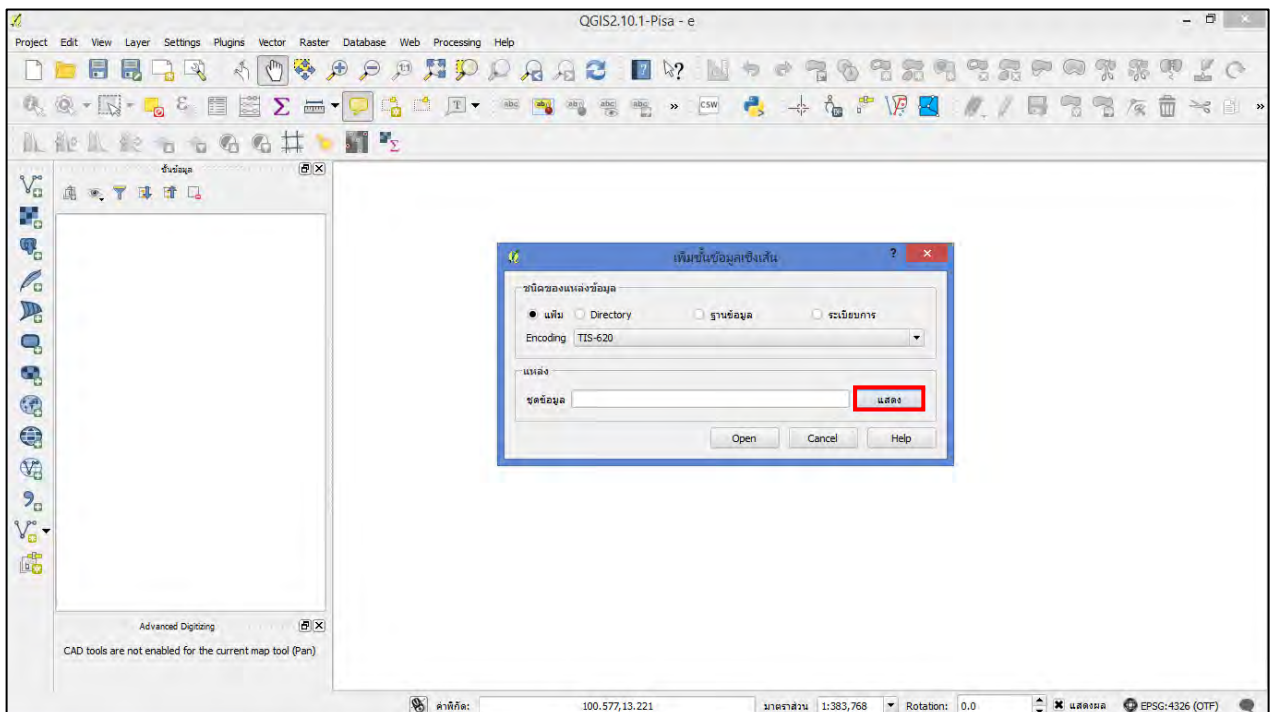 QGIS2.10.1-Pisa - e
Project Edit View Layer Settings Plugins Vector Raster Database Web Processing Help
ชั้นข้อมูล
เพิ่มชั้นข้อมูลเชิงเส้น
ชนิดของแหล่งข้อมูล
แฟ้ม Directory ฐานข้อมูล ระเบียบการ
Encoding TIS-620
แหล่ง
ชุดข้อมูล แสดง
Open Cancel Help
Advanced Digitizing
CAD tools are not enabled for the current map tool (Pan)
ค่าพิกัด: 100.577,13.221 มาตราส่วน 1:383,768 Rotation: 0.0 แสดงผล EPSG:4326 (OTF)